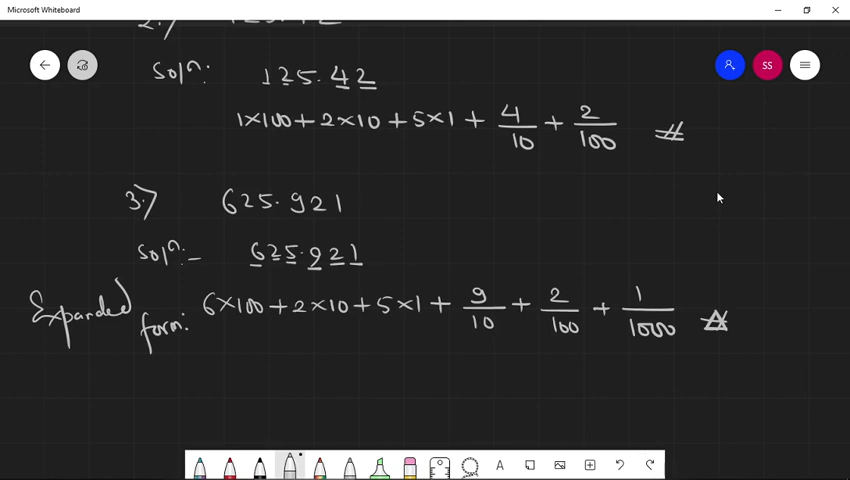 Microsoft Whiteboard
SS
Soln:
125.42
1×100 + 2×10 + 5×1 + 4/10 + 2/100
3.) 625.921
Soln:- 625.921
Expanded form: 6×100 + 2×10 + 5×1 + 9/10 + 2/100 + 1/1000
A